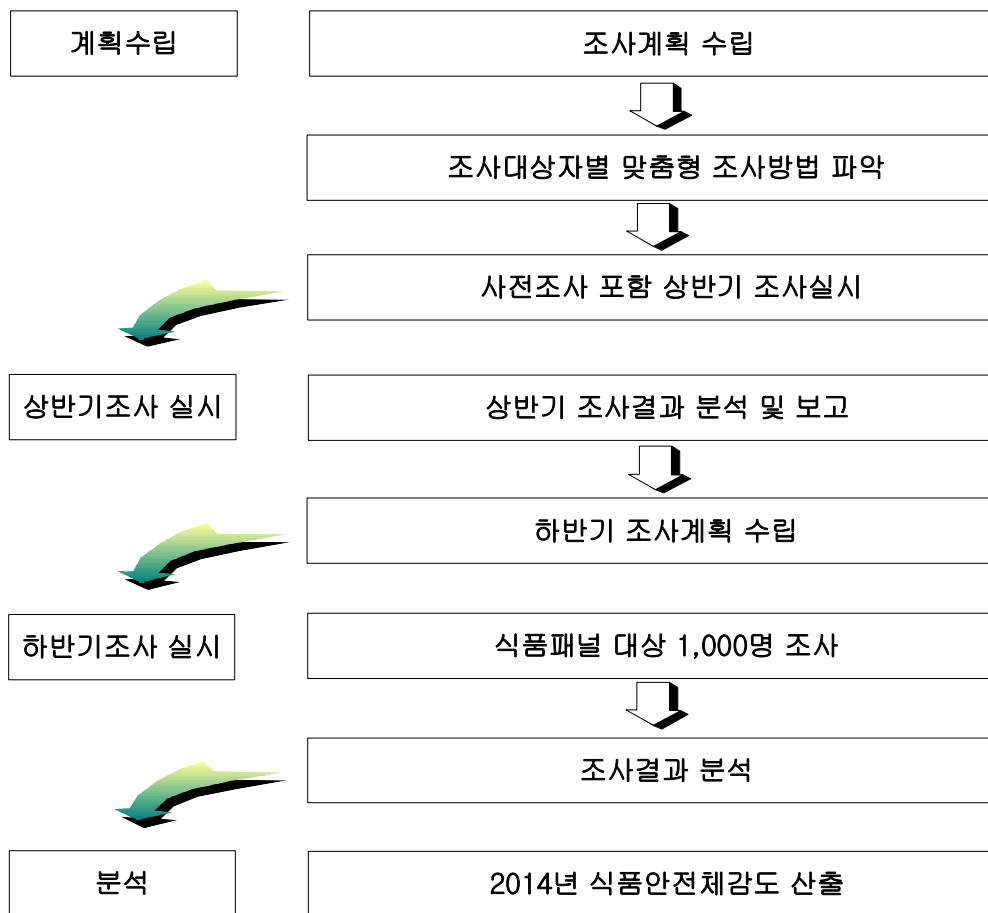 계획수립
조사계획 수립
조사대상자별 맞춤형 조사방법 파악
사전조사 포함 상반기 조사실시
상반기조사 실시
상반기 조사결과 분석 및 보고
하반기 조사계획 수립
하반기조사 실시
식품패널 대상 1,000명 조사
조사결과 분석
분석
2014년 식품안전체감도 산출